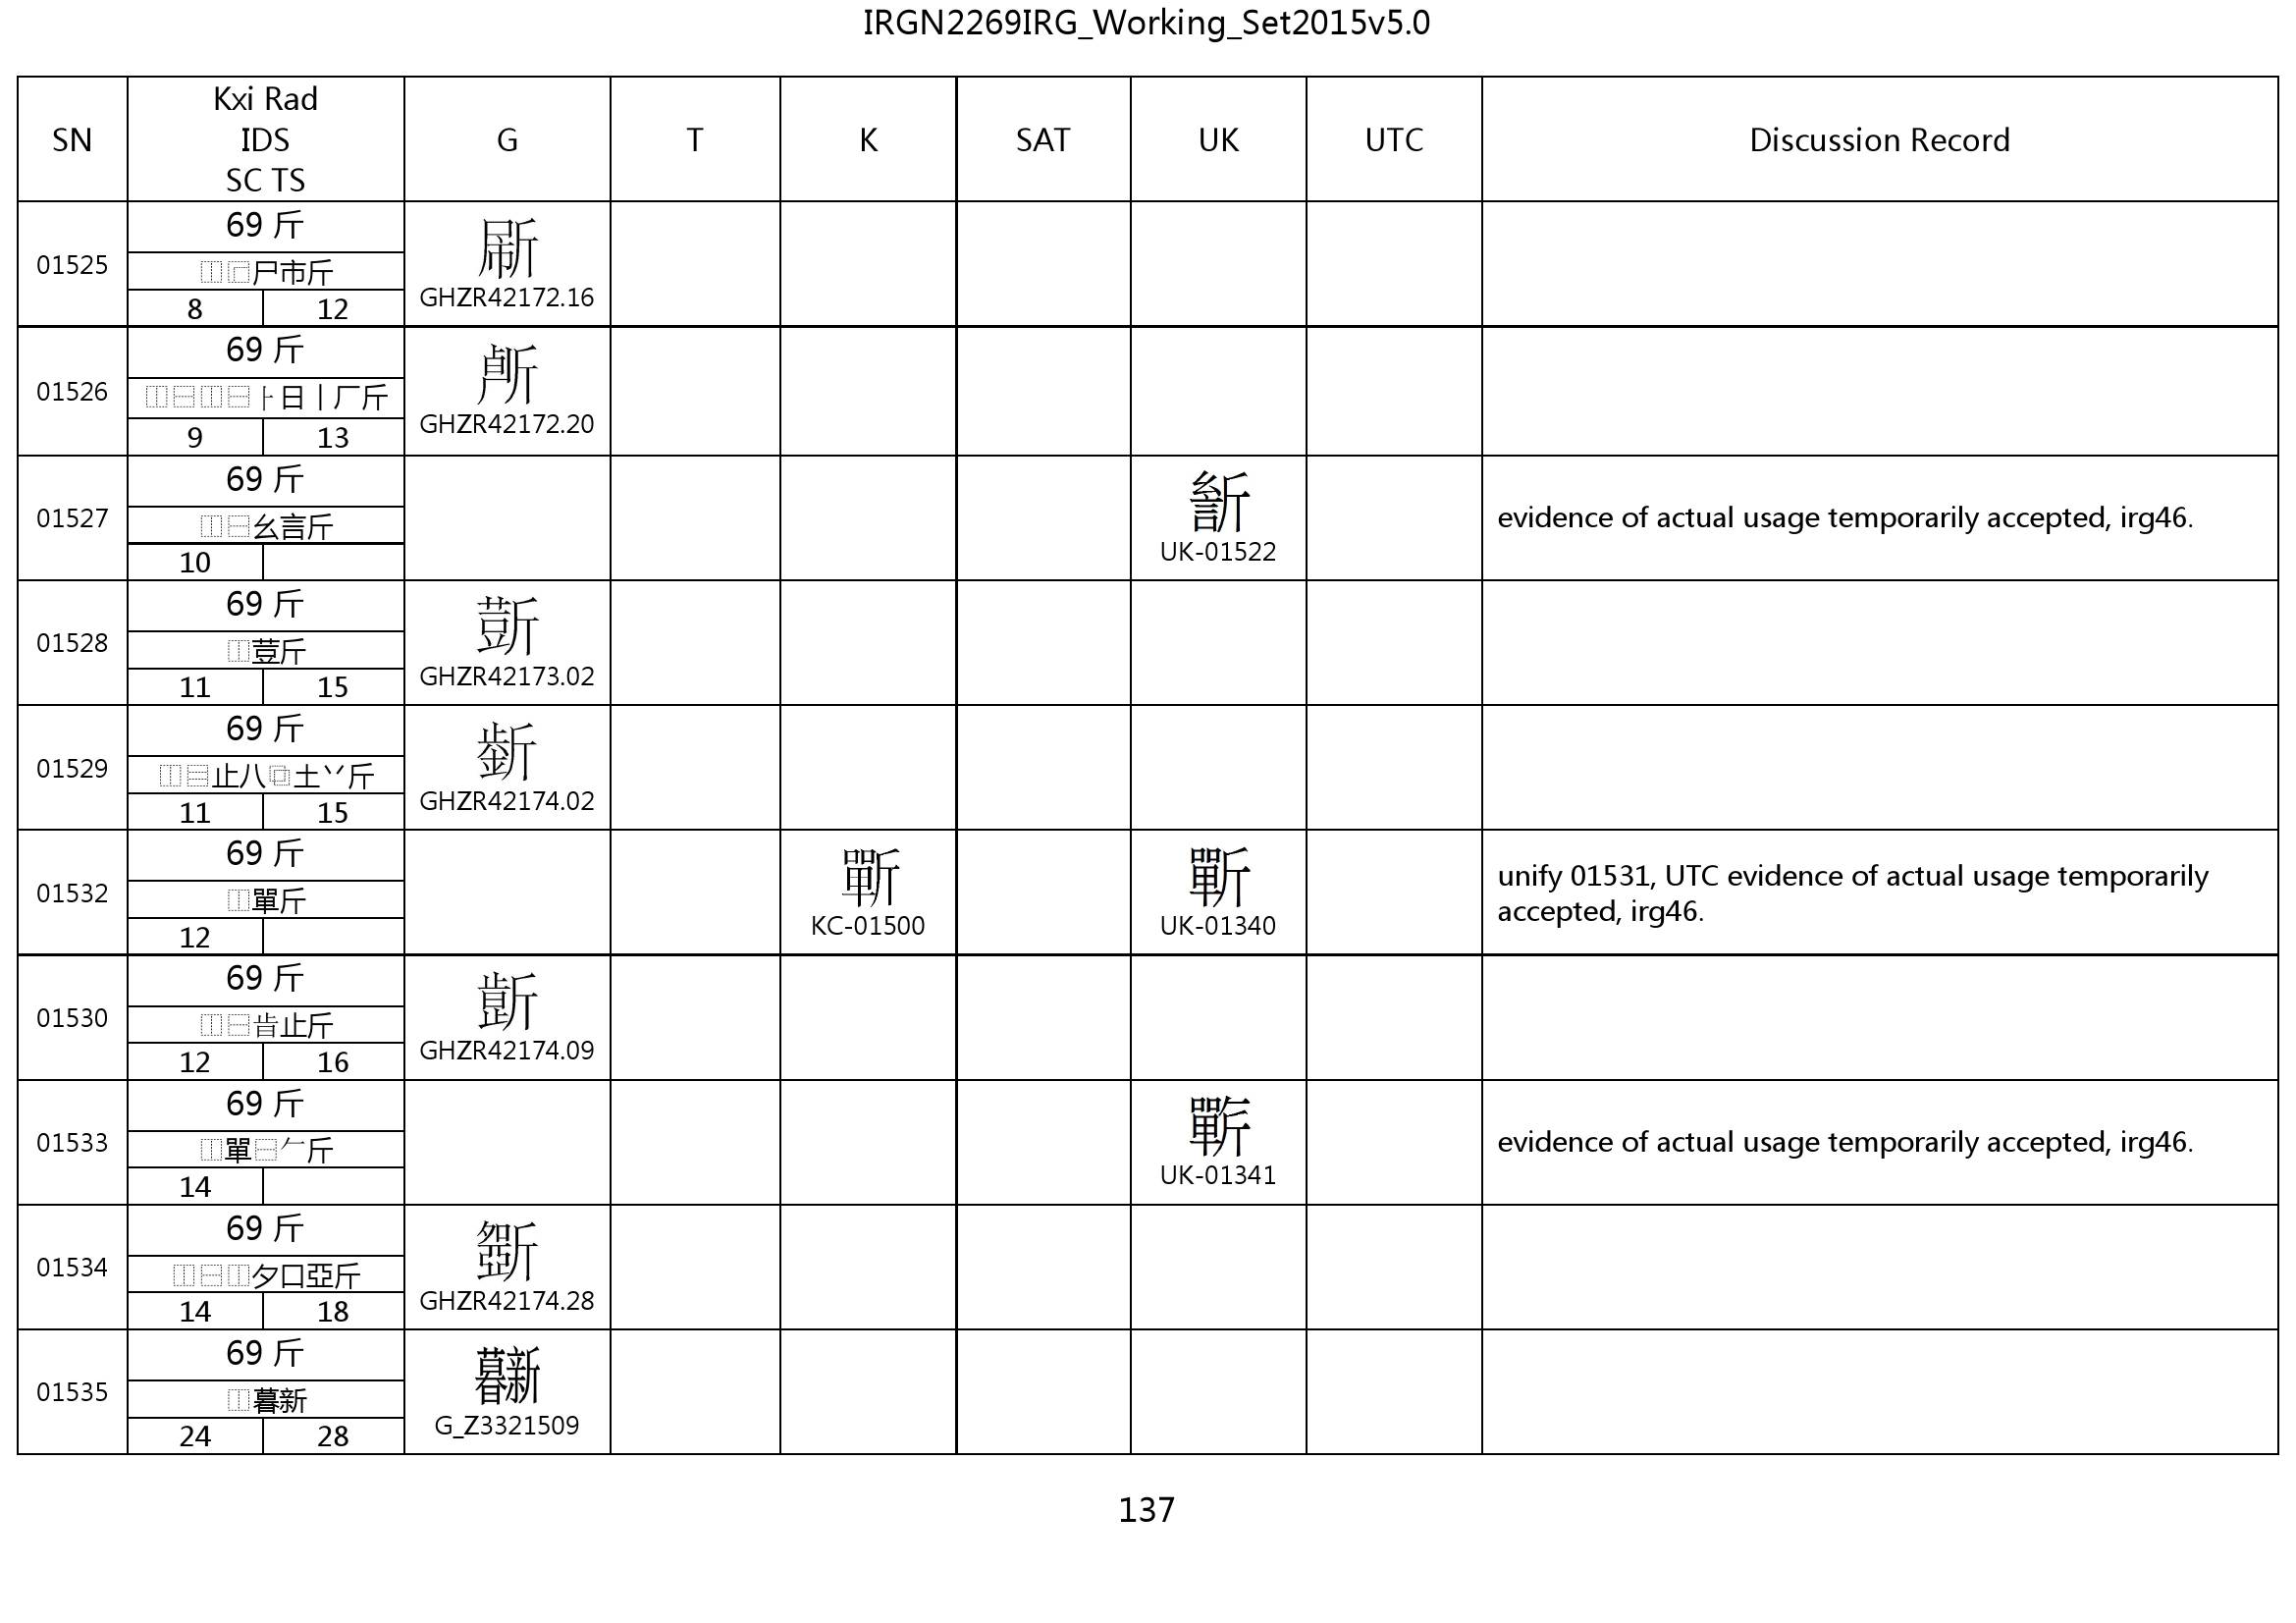 IRGN2269IRG_Working_Set2015v5.0
SN Kxi Rad IDS SC TS G T K SAT UK UTC Discussion Record
69 斤
01525
⿰⿸尸市斤
GHZR42172.16
8 12
69 斤
01526
⿰⿱⿰⿱⺊日丨厂斤
GHZR42172.20
9 13
69 斤
01527
⿰⿱幺言斤
UK-01522
evidence of actual usage temporarily accepted, irg46.
10
69 斤
01528
⿰荳斤
GHZR42173.02
11 15
69 斤
01529
⿰⿳止八⿻土丷斤
GHZR42174.02
11 15
69 斤
01532
⿰單斤
KC-01500
UK-01340
unify 01531, UTC evidence of actual usage temporarily
accepted, irg46.
12
69 斤
01530
⿰⿱歬止斤
GHZR42174.09
12 16
69 斤
01533
⿰單⿱𠂉斤
UK-01341
evidence of actual usage temporarily accepted, irg46.
14
69 斤
01534
⿰⿱⿰夕口亞斤
GHZR42174.28
14 18
69 斤
01535
⿰暮新
G_Z3321509
24 28
137